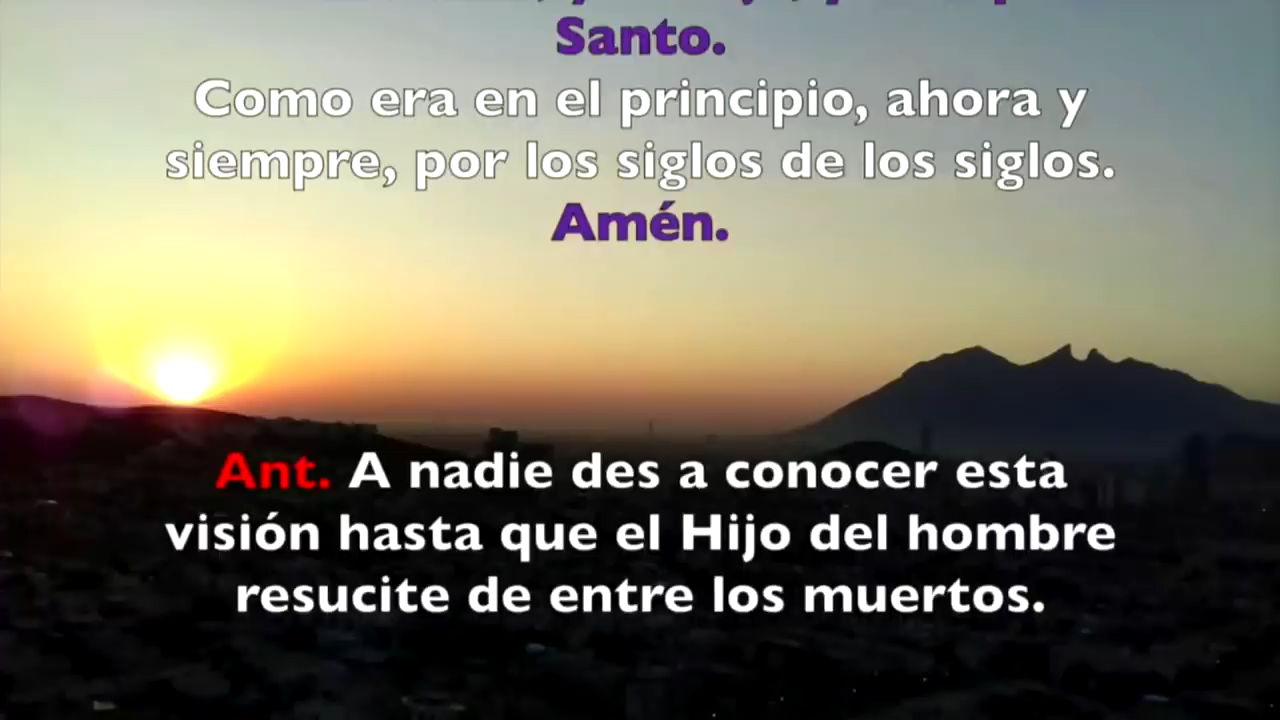 Santo.
Como era en el principio, ahora y
siempre, por los siglos de los siglos.
Amén.
Ant. A nadie des a conocer esta
visión hasta que el Hijo del hombre
resucite de entre los muertos.